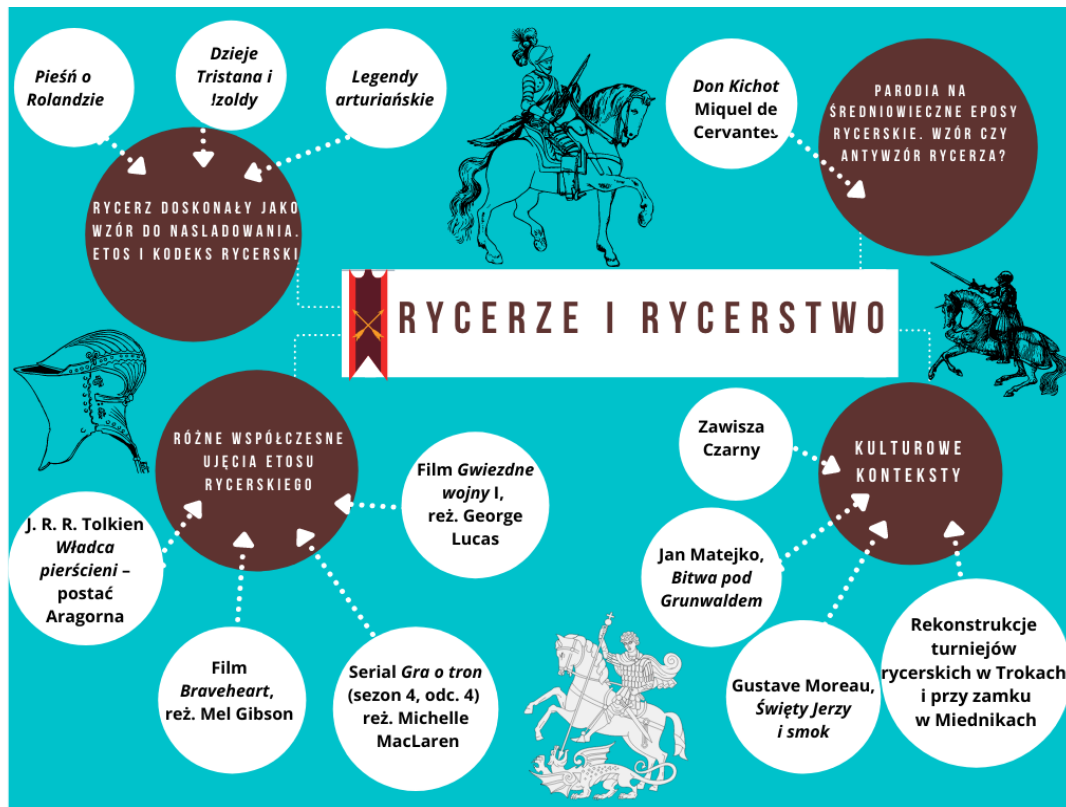 Pieśń o
Rolandzie
Dzieje
Tristana i
!zoldy
Legendy
arturiańskie
RYCERZ DOSKONAŁY JAKO
WZÓR DO NASLADOWANIA.
ETOS I KODEKS RYCERSKI
Don Kichot
Miquel de
Cervantes
PARODIA NA
ŚREDNIOWIECZNE EPOSY
RYCERSKIE. WZÓR CZY
ANTYWZÓR RYCERZA?
RYCERZE I RYCERSTWO
RÓŻNE WSPÓŁCZESNE
UJĘCIA ETOSU
RYCERSKIEGO
Film Gwiezdne
wojny I,
reż. George
Lucas
J. R. R. Tolkien
Władca
pierścieni –
postać
Aragorna
Film
Braveheart,
reż. Mel Gibson
Serial Gra o tron
(sezon 4, odc. 4)
reż. Michelle
MacLaren
Zawisza
Czarny
KULTUROWE
KONTEKSTY
Jan Matejko,
Bitwa pod
Grunwaldem
Gustave Moreau,
Święty Jerzy
i smok
Rekonstrukcje
turniejów
rycerskich w Trokach
i przy zamku
w Miednikach